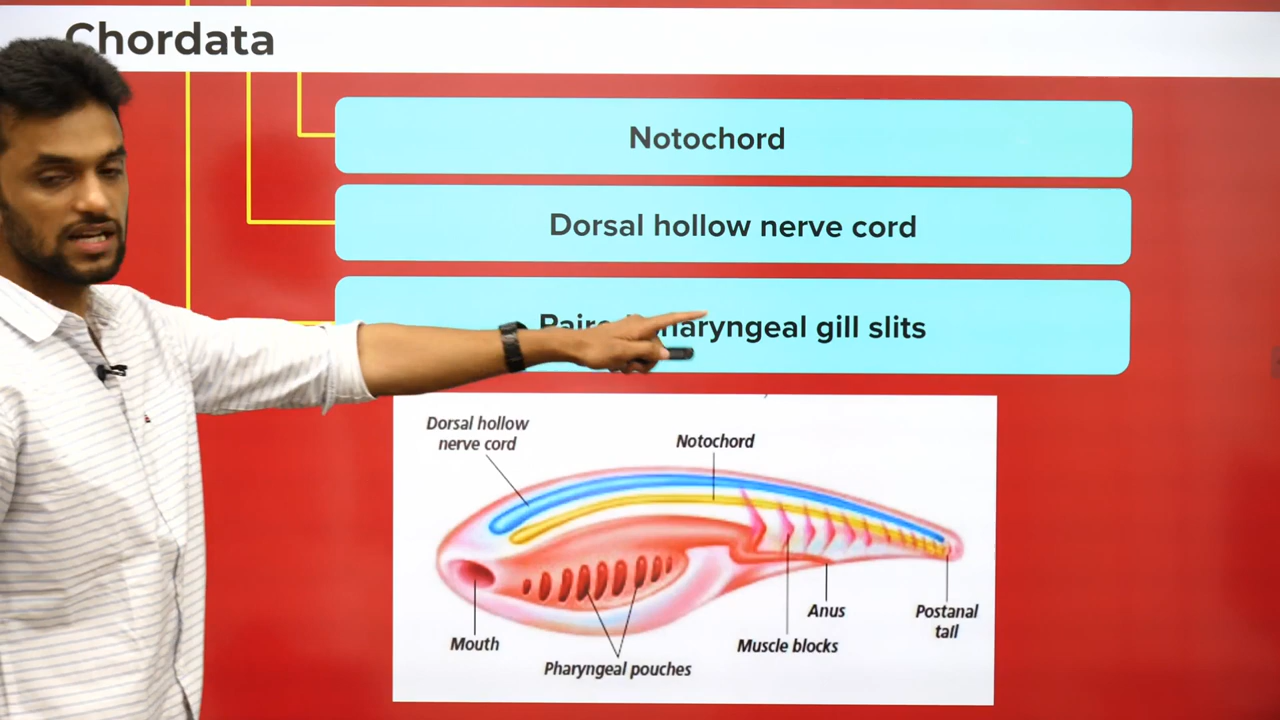 Chordata
Notochord
Dorsal hollow nerve cord
pharyngeal gill slits
Dorsal hollow
nerve cord
Notochord
Anus
Postanal
tail
Mouth
Muscle blocks
Pharyngeal pouches